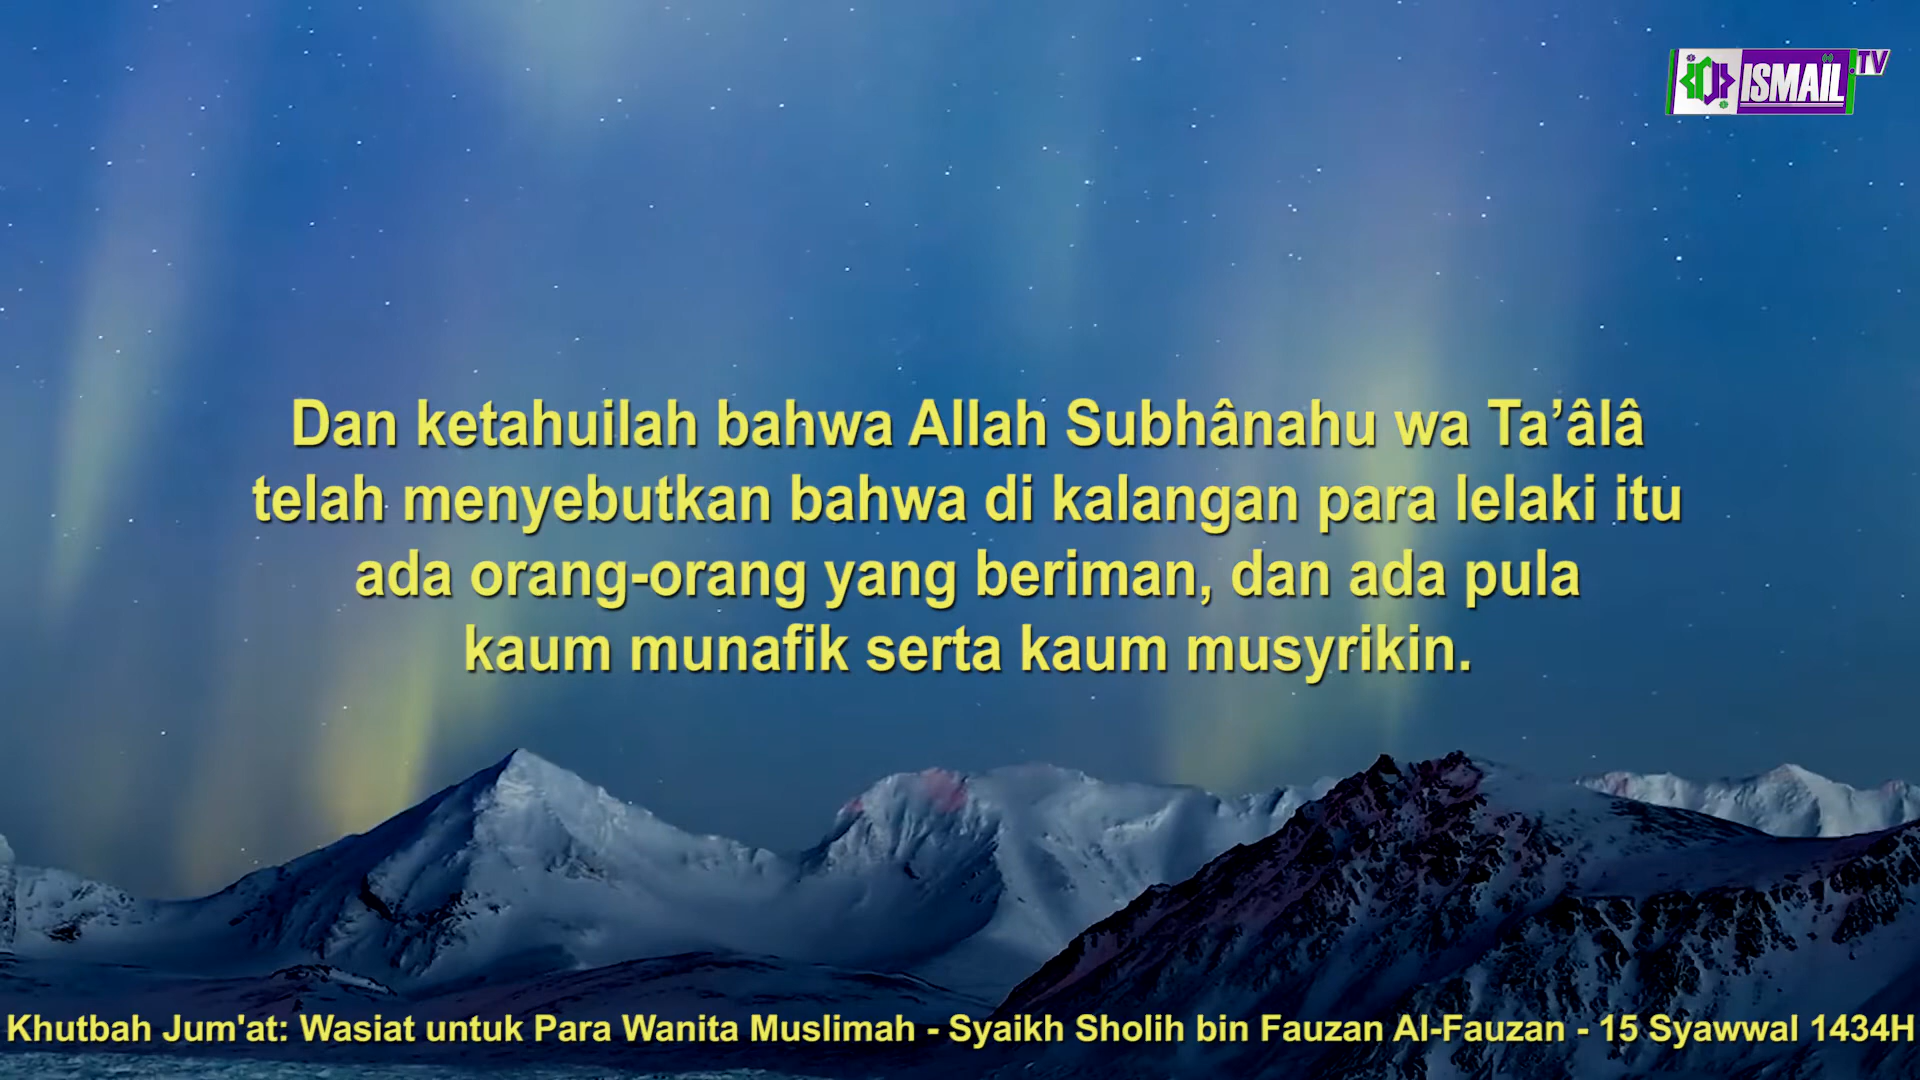 ISMAIL.TV
Dan ketahuilah bahwa Allah Subhânahu wa Ta’âlâ
telah menyebutkan bahwa di kalangan para lelaki itu
ada orang-orang yang beriman, dan ada pula
kaum munafik serta kaum musyrikin.
Khutbah Jum'at: Wasiat untuk Para Wanita Muslimah - Syaikh Sholih bin Fauzan Al-Fauzan - 15 Syawwal 1434H